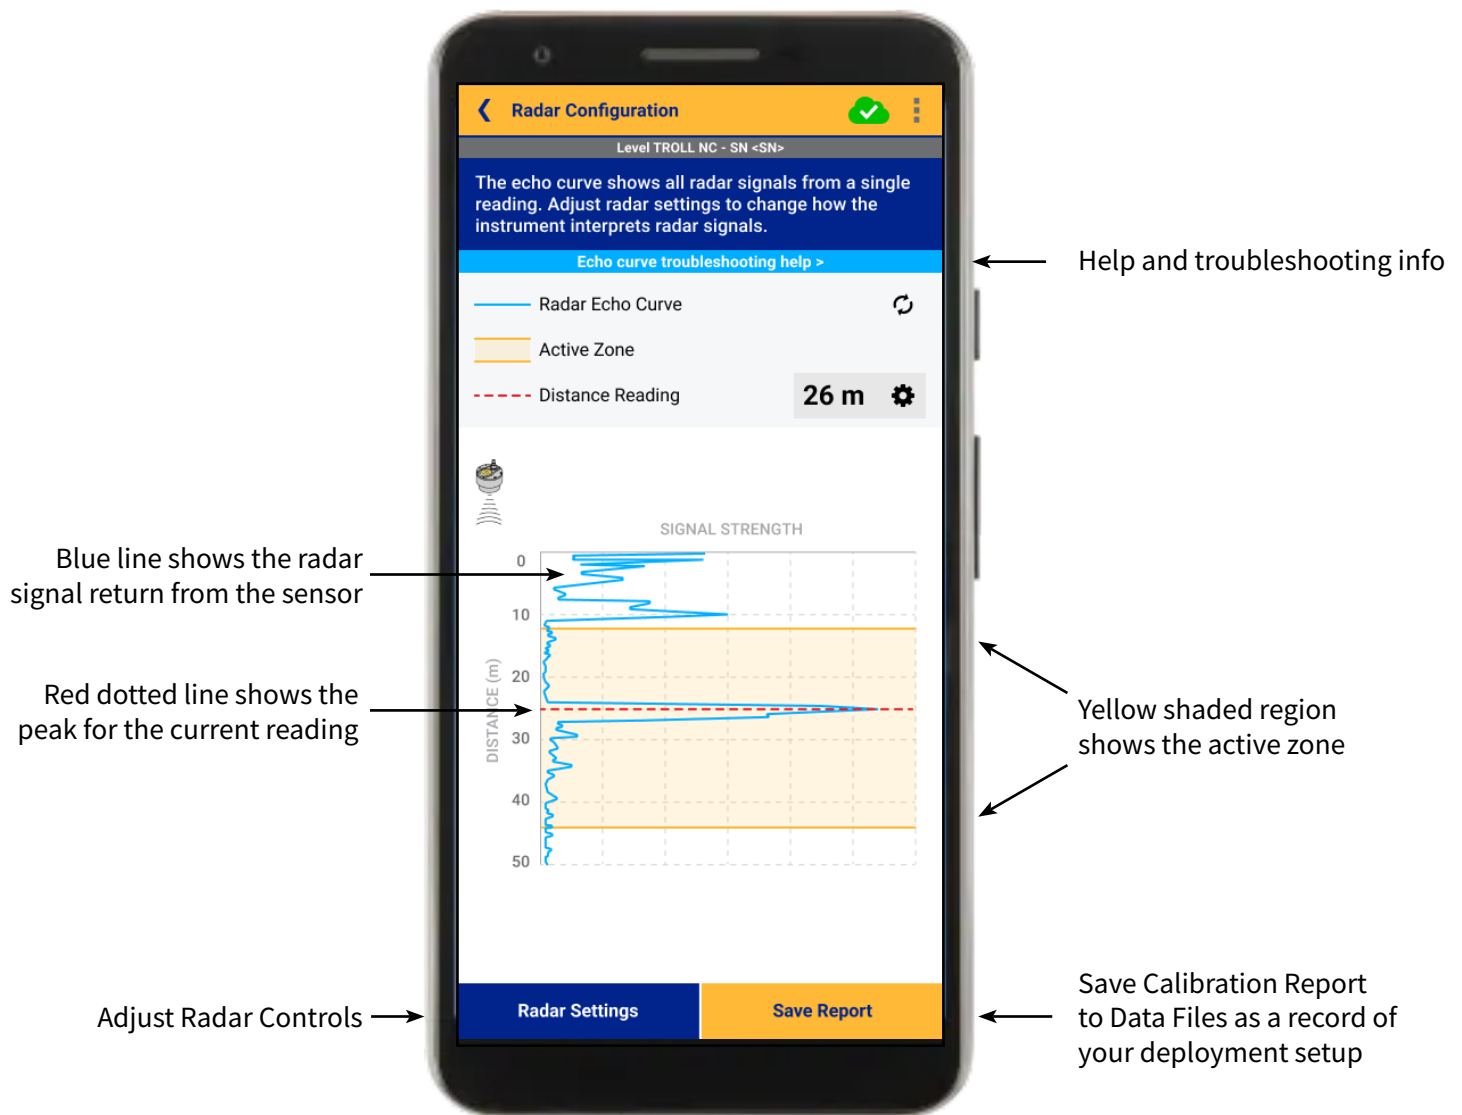 Radar Configuration
Level TROLL NC - SN <SN>
The echo curve shows all radar signals from a single
reading. Adjust radar settings to change how the
instrument interprets radar signals.
Echo curve troubleshooting help >
Help and troubleshooting info
Radar Echo Curve
Active Zone
Distance Reading
26 m
SIGNAL STRENGTH
Blue line shows the radar
signal return from the sensor
0
10
20
30
40
50
DISTANCE (m)
Red dotted line shows the
peak for the current reading
Yellow shaded region
shows the active zone
Adjust Radar Controls
Radar Settings
Save Report
Save Calibration Report
to Data Files as a record of
your deployment setup